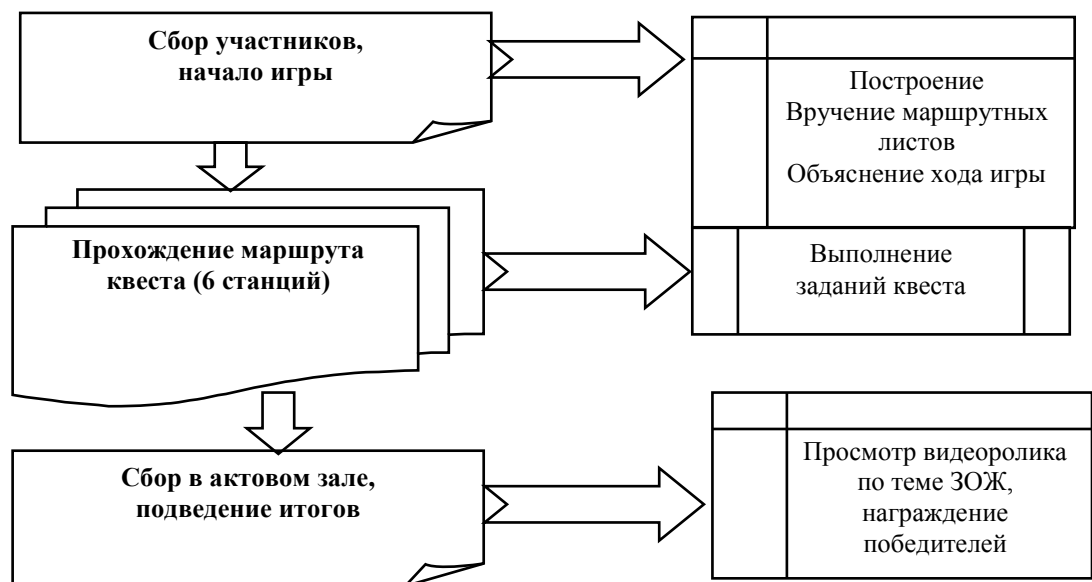 Сбор участников,
начало игры
Построение
Вручение маршрутных
листов
Объяснение хода игры
Прохождение маршрута
квеста (6 станций)
Выполнение
заданий квеста
Сбор в актовом зале,
подведение итогов
Просмотр видеоролика
по теме ЗОЖ,
награждение
победителей